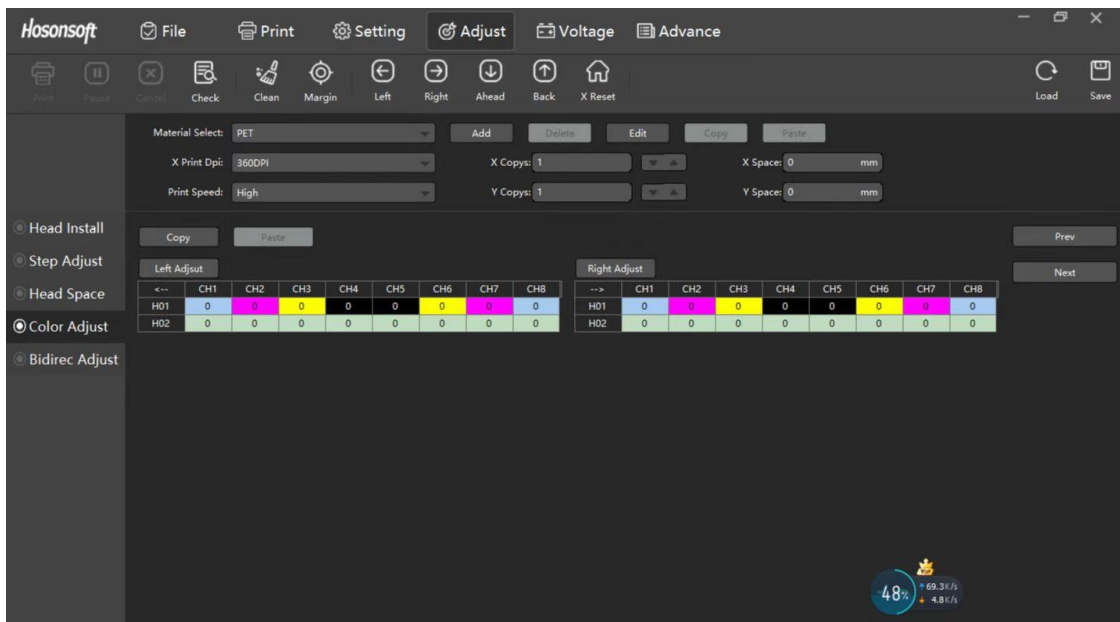 Hosonsoft File Print Setting Adjust Voltage Advance
Print Pause Cancel Check Clean Margin Left Right Ahead Back X Reset Load Save
Material Select: PET Add Delete Edit Copy Paste
X Print Dpi: 360DPI X Copys: 1 X Space: 0 mm
Print Speed: High Y Copys: 1 Y Space: 0 mm
Head Install
Step Adjust
Head Space
Color Adjust
Bidirec Adjust
Copy Paste Prev
Left Adjsut Right Adjust Next
<-- CH1 CH2 CH3 CH4 CH5 CH6 CH7 CH8 --> CH1 CH2 CH3 CH4 CH5 CH6 CH7 CH8
H01 0 0 0 0 0 0 0 0 H01 0 0 0 0 0 0 0 0
H02 0 0 0 0 0 0 0 0 H02 0 0 0 0 0 0 0 0
48% ↑ 69.3K/s
↓ 4.8K/s